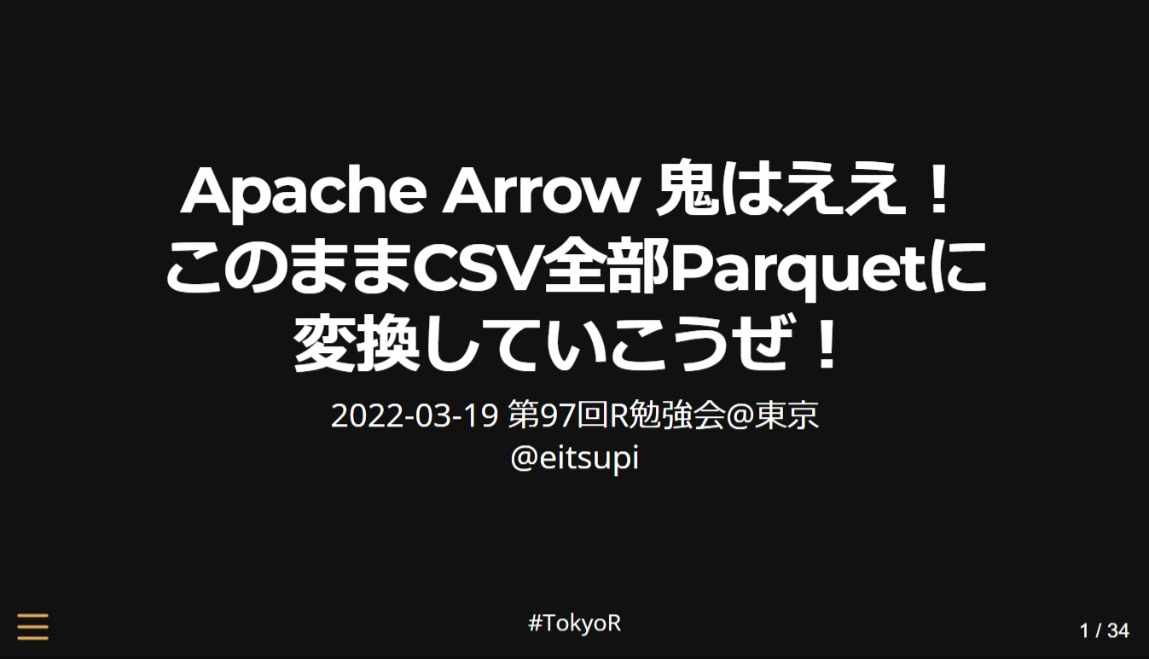 Apache Arrow 鬼はええ！
このままCSV全部Parquetに
変換していこうぜ！
2022-03-19 第97回R勉強会@東京
@eitsupi
#TokyoR
1 / 34